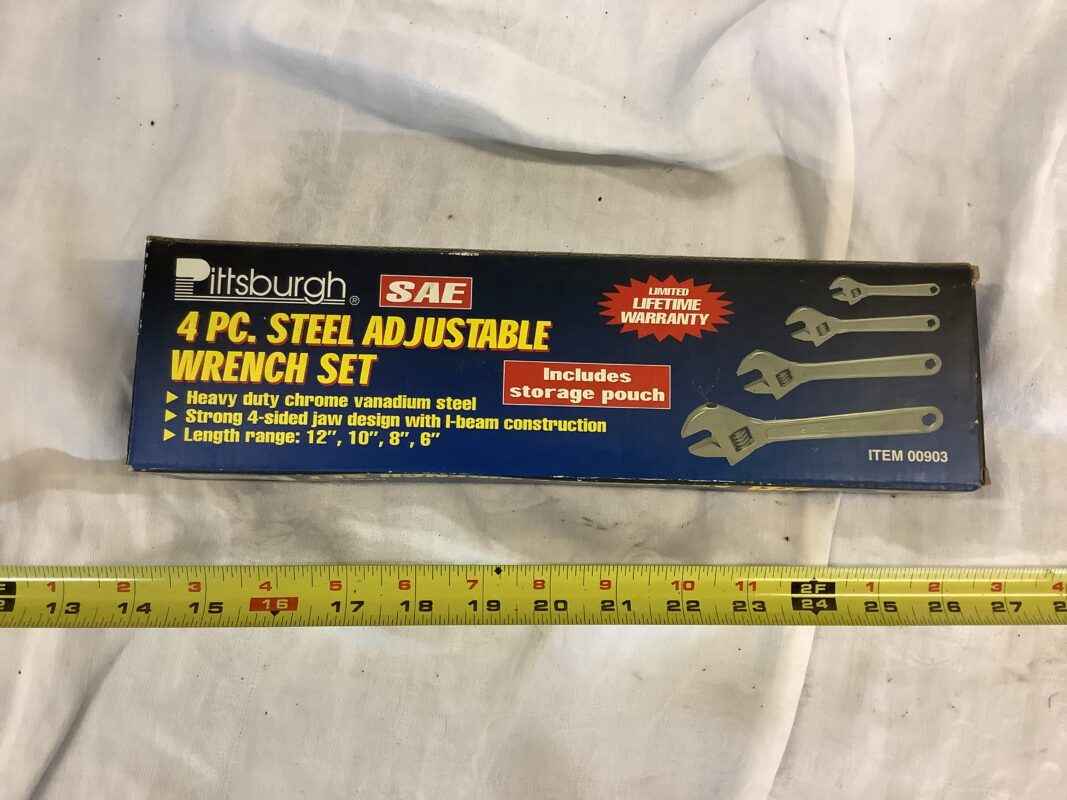 Pittsburgh®
SAE
4 PC. STEEL ADJUSTABLE
WRENCH SET
Heavy duty chrome vanadium steel
Strong 4-sided jaw design with I-beam construction
Length range: 12", 10", 8", 6"
Includes
storage pouch
LIMITED
LIFETIME
WARRANTY
ITEM 00903
1 2 3 4 5 6 7 8 9 10 11 2F 1 2 3 4
13 14 15 16 17 18 19 20 21 22 23 24 25 26 27